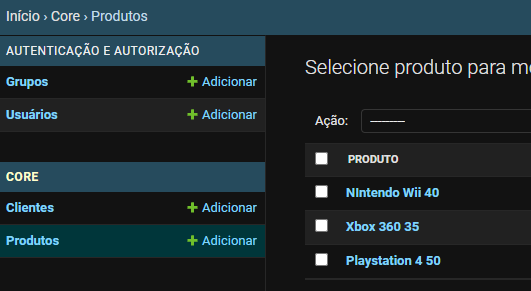 Início › Core › Produtos
AUTENTICAÇÃO E AUTORIZAÇÃO
Grupos
+ Adicionar
Usuários
+ Adicionar
CORE
Clientes
+ Adicionar
Produtos
+ Adicionar
Selecione produto para
Ação:
---------
PRODUTO
NIntendo Wii 40
Xbox 360 35
Playstation 4 50